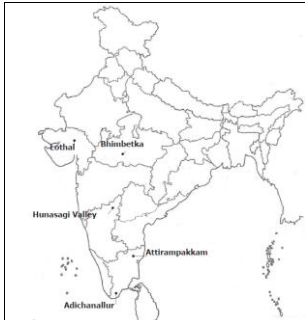 Lothal
Bhimbetka
Hunasagi Valley
Attirampakkam
Adichanallur